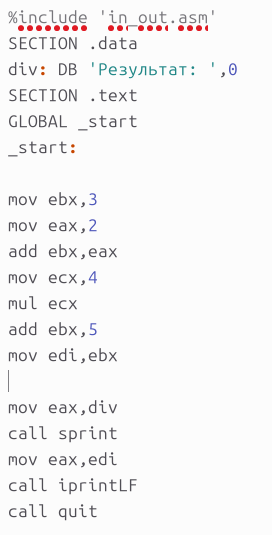 %include 'in_out.asm'
SECTION .data
div: DB 'Результат: ',0
SECTION .text
GLOBAL _start
_start:
mov ebx,3
mov eax,2
add ebx,eax
mov ecx,4
mul ecx
add ebx,5
mov edi,ebx
mov eax,div
call sprint
mov eax,edi
call iprintLF
call quit